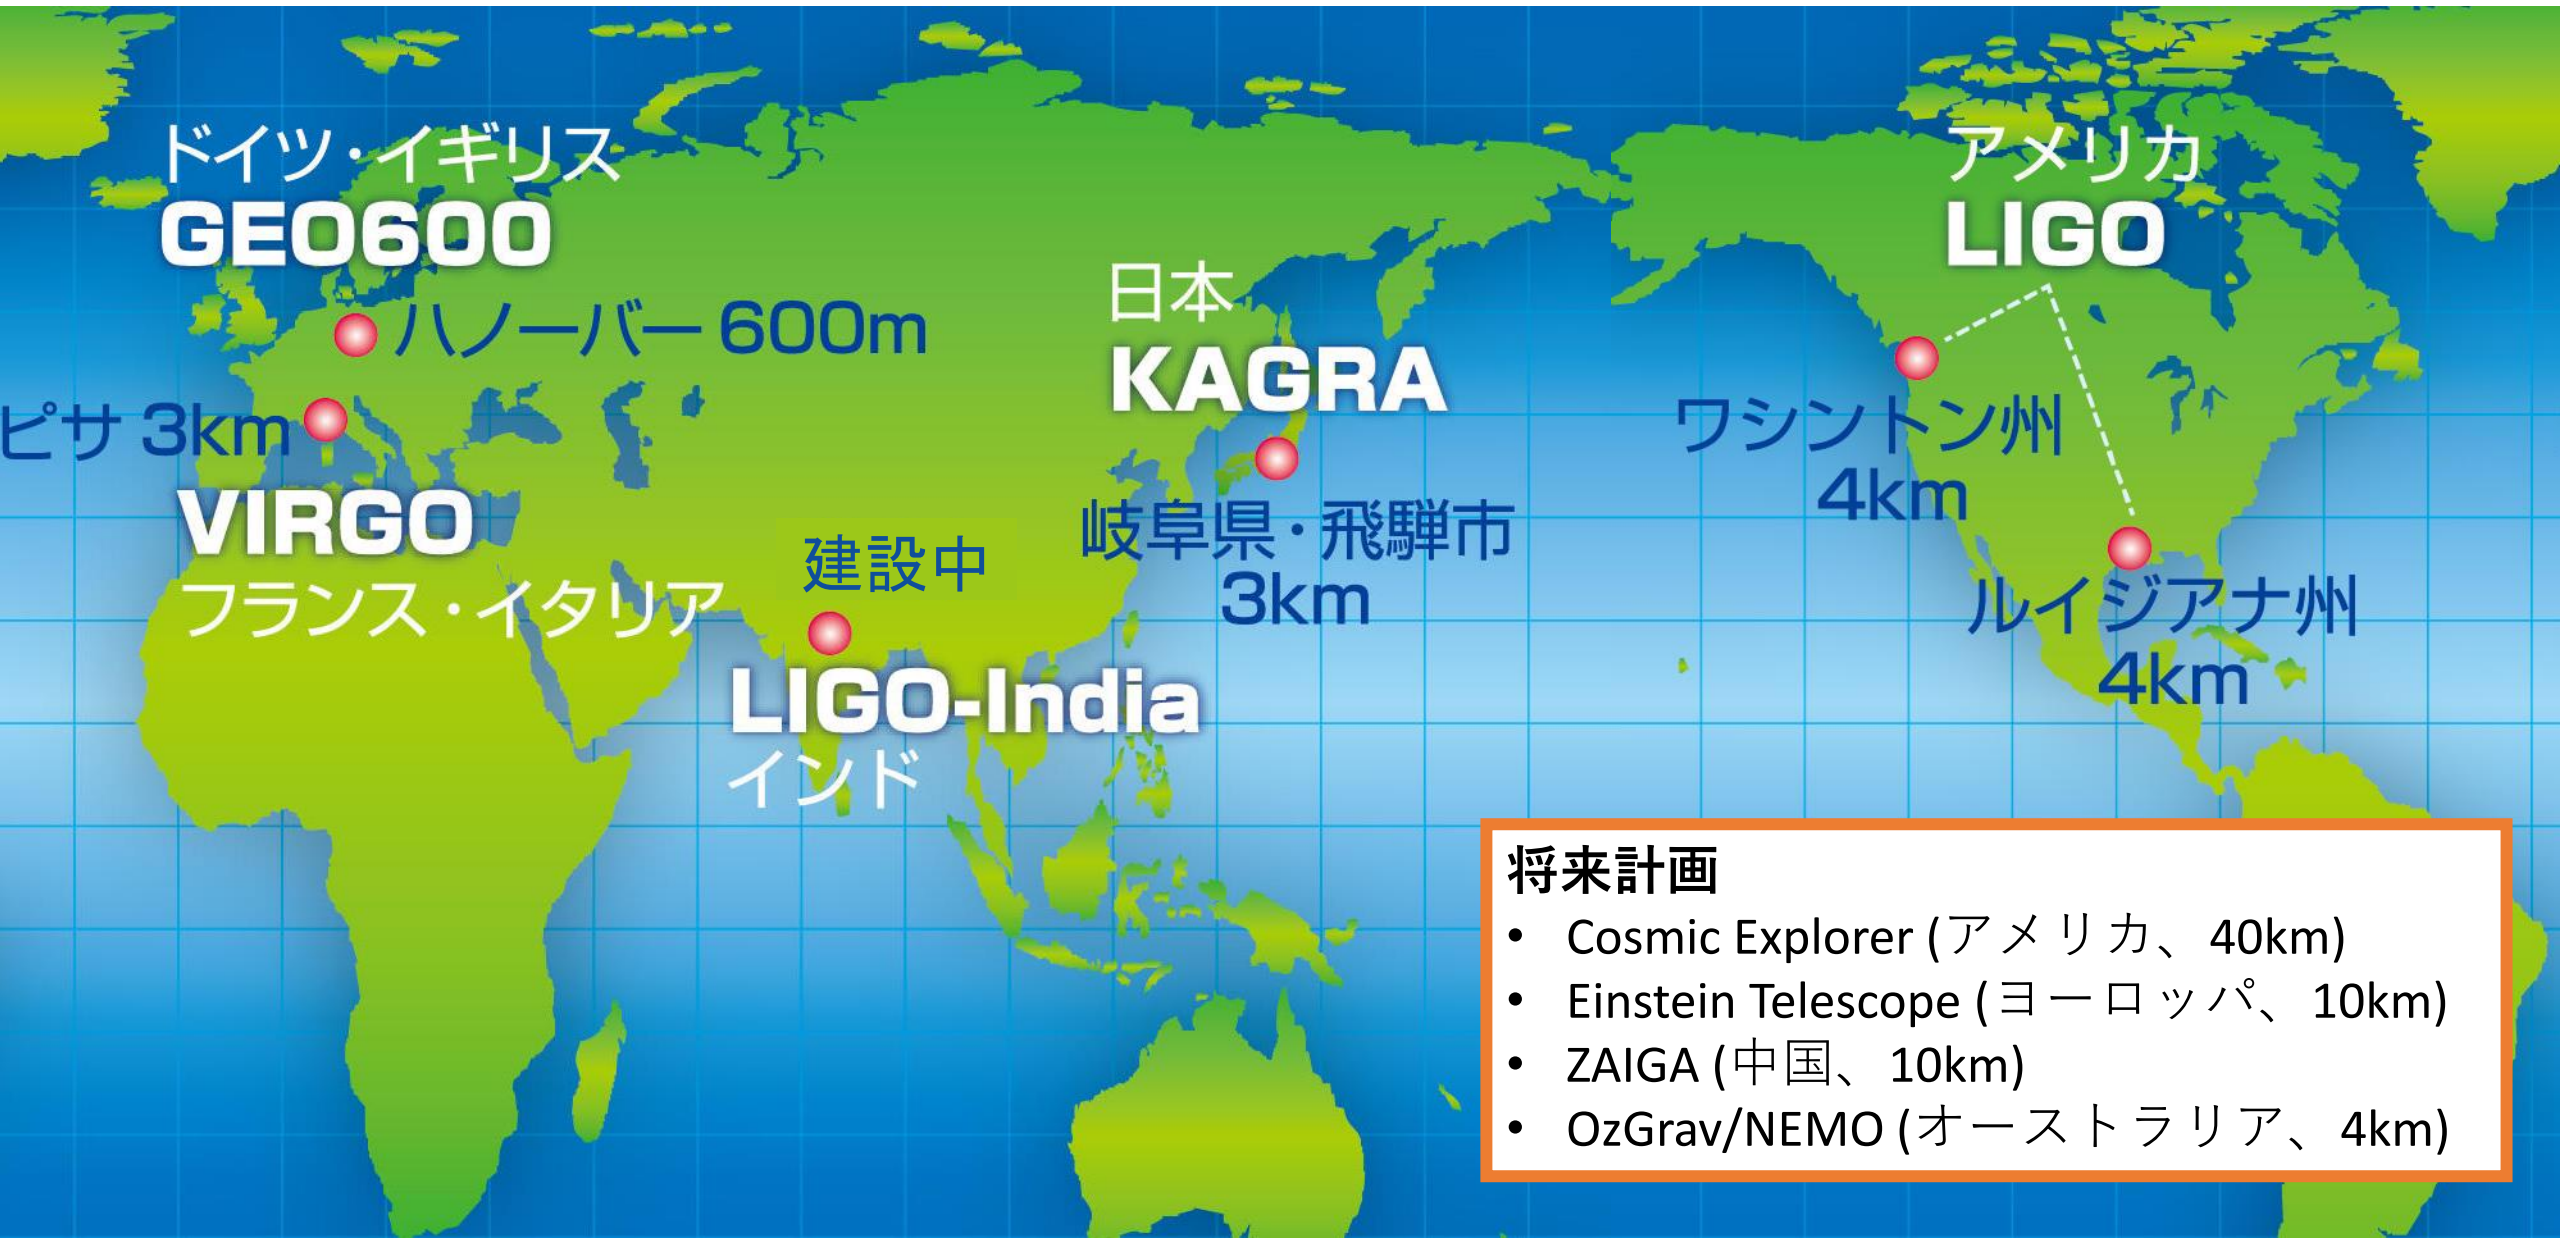 ドイツ・イギリス
GEO600
ハノーバー 600m
ピサ 3km
VIRGO
フランス・イタリア
建設中
LIGO-India
インド
日本
KAGRA
岐阜県・飛騨市
3km
アメリカ
LIGO
ワシントン州
4km
ルイジアナ州
4km
将来計画
• Cosmic Explorer (アメリカ、40km)
• Einstein Telescope (ヨーロッパ、10km)
• ZAIGA (中国、10km)
• OzGrav/NEMO (オーストラリア、4km)